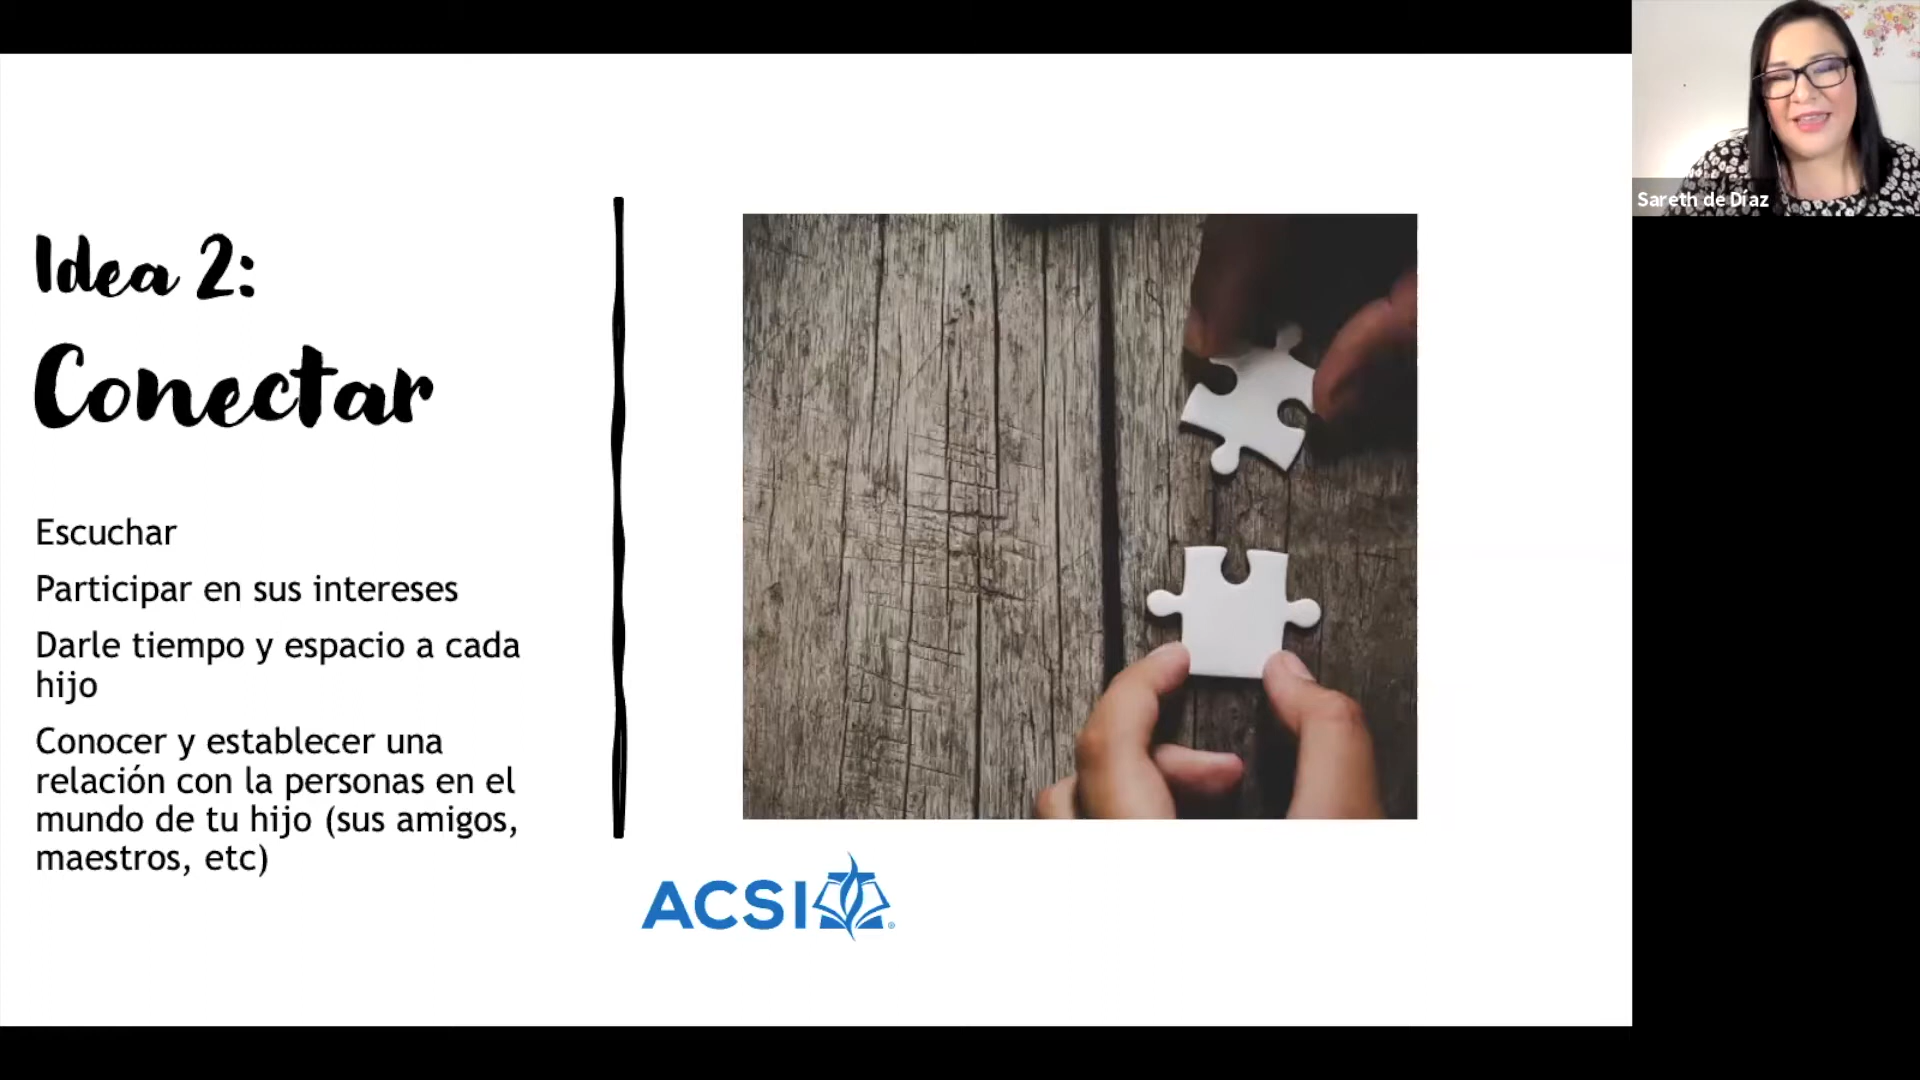 Idea 2:
Conectar
Escuchar
Participar en sus intereses
Darle tiempo y espacio a cada
hijo
Conocer y establecer una
relación con la personas en el
mundo de tu hijo (sus amigos,
maestros, etc)
ACSI
Sareth de Díaz